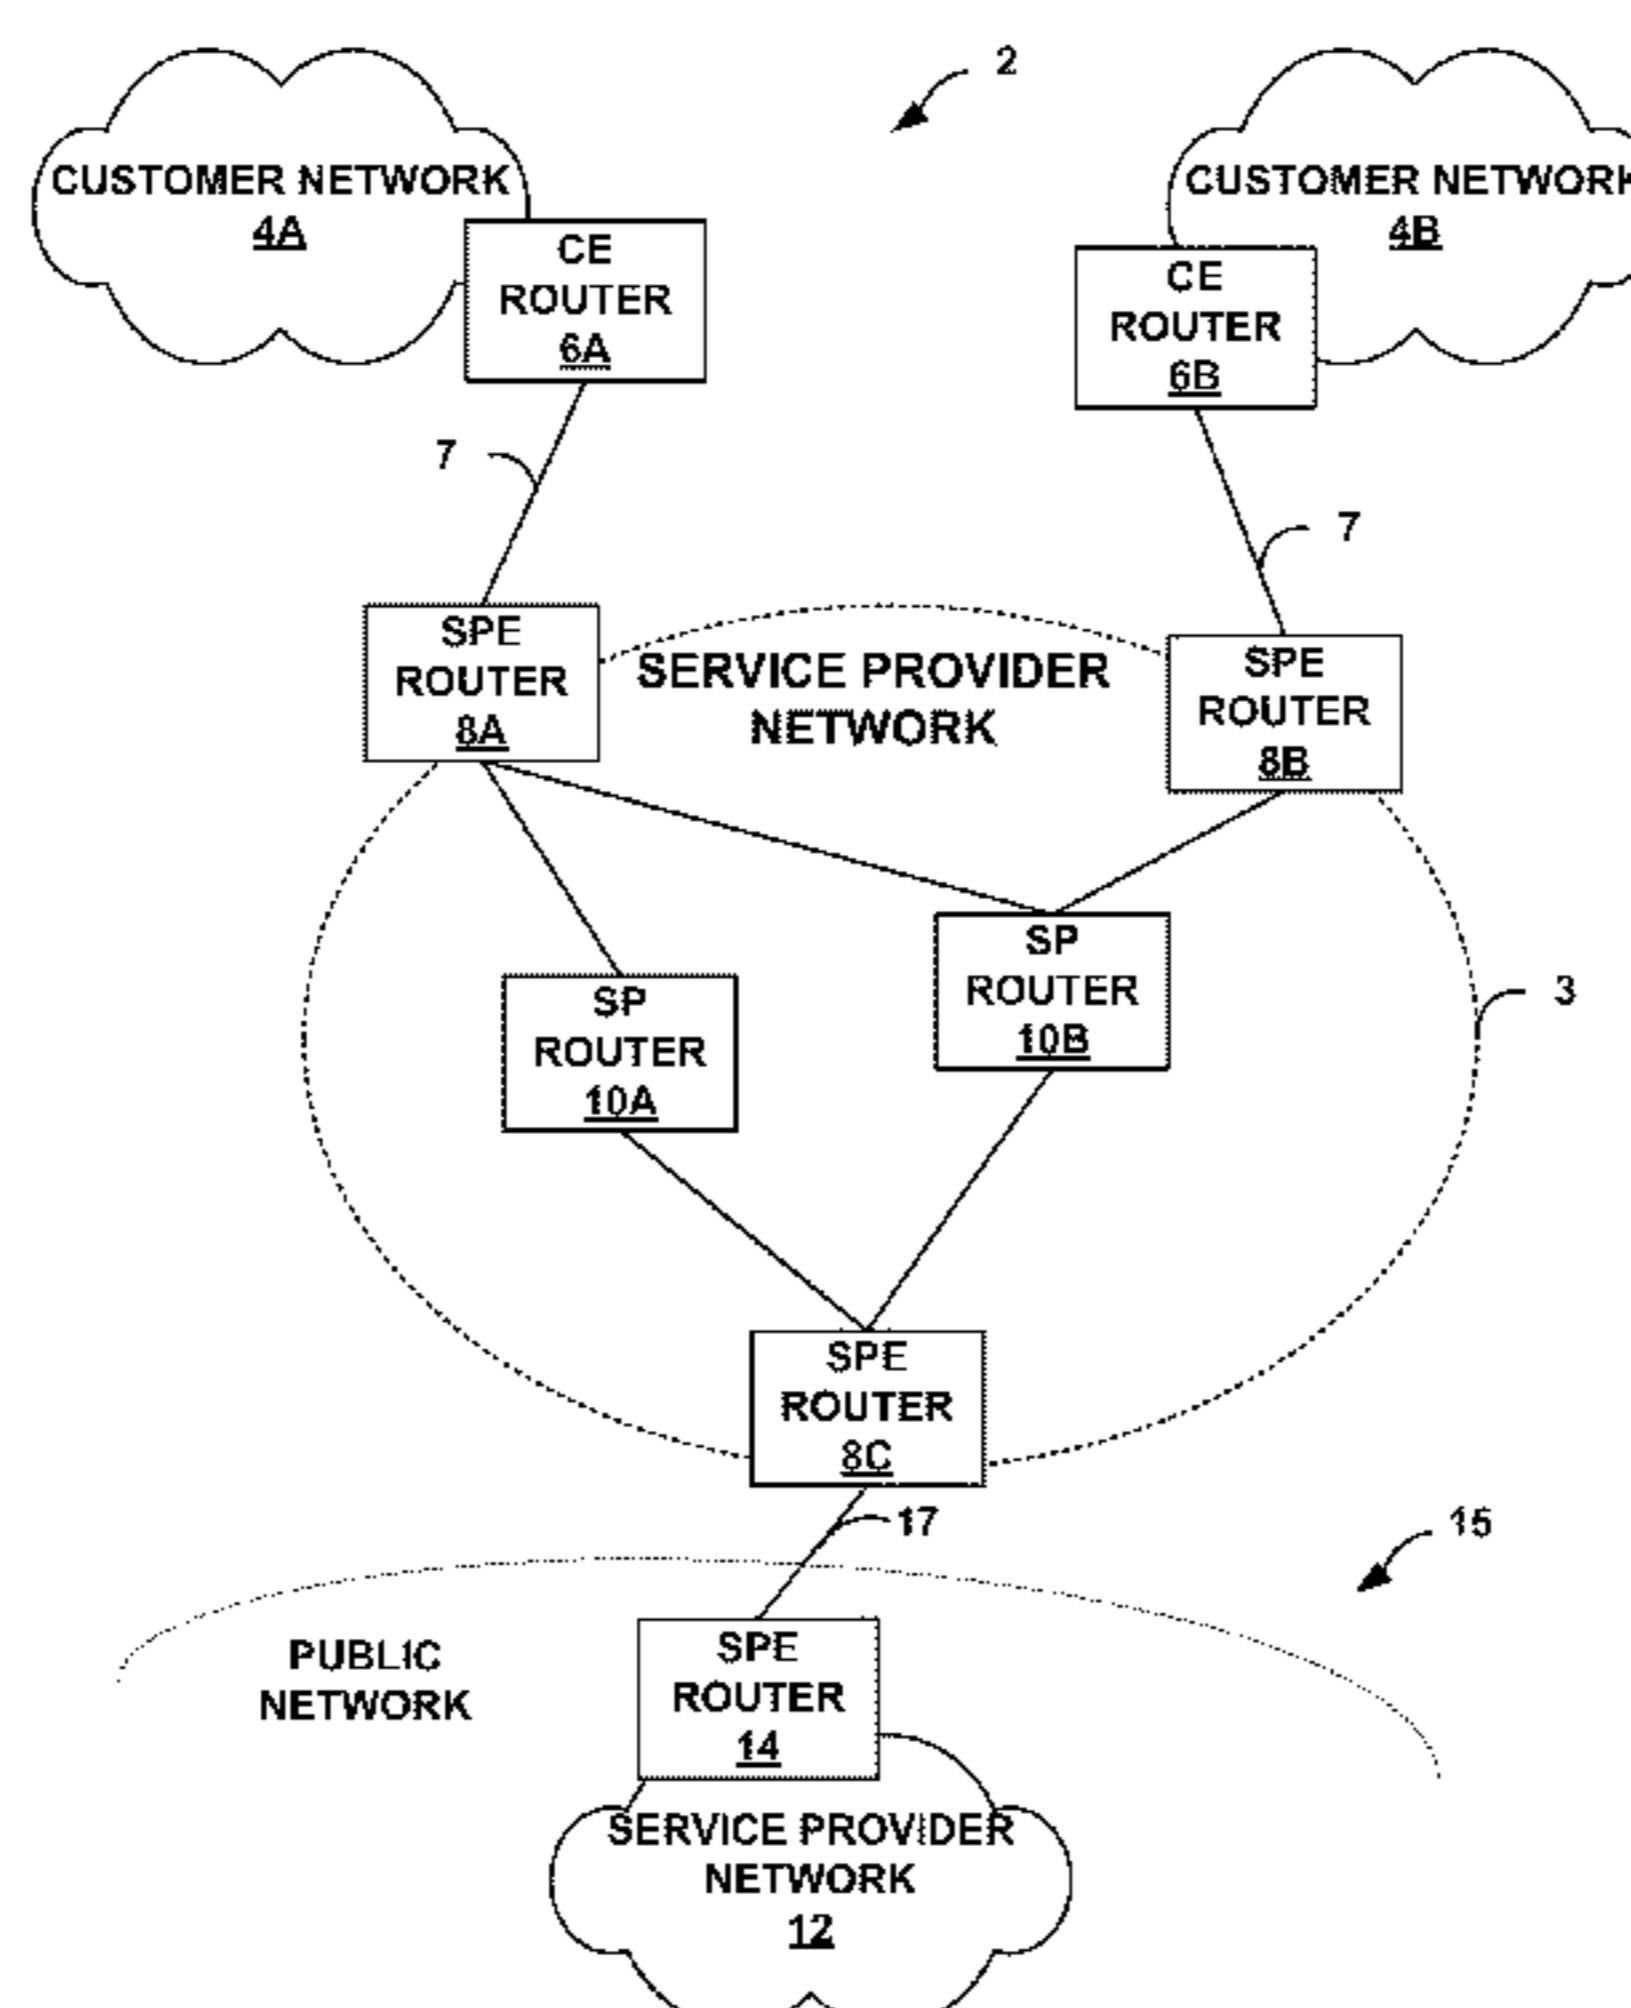 2
CUSTOMER NETWORK
4A
CUSTOMER NETWORK
4B
CE
ROUTER
6A
CE
ROUTER
6B
7
7
SPE
ROUTER
8A
SERVICE PROVIDER
NETWORK
SPE
ROUTER
8B
SP
ROUTER
10A
SP
ROUTER
10B
3
SPE
ROUTER
8C
17
15
PUBLIC
NETWORK
SPE
ROUTER
14
SERVICE PROVIDER
NETWORK
12